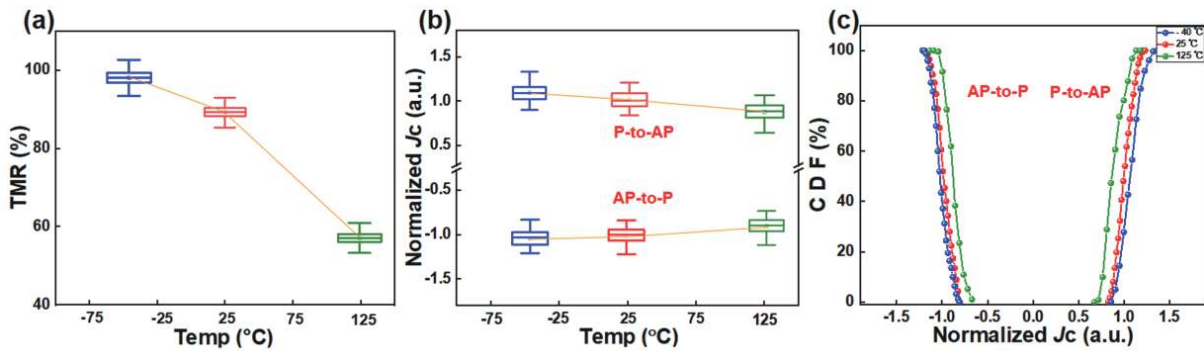 (a)
TMR (%)
100
80
60
40
-75
-25
25
75
125
Temp (°C)
(b)
Normalized Jc (a.u.)
1.5
1.0
0.5
-0.5
-1.0
-1.5
P-to-AP
AP-to-P
-75
-25
25
75
125
Temp (°C)
(c)
C D F (%)
100
80
60
40
20
0
AP-to-P
P-to-AP
- 40 ℃
25 ℃
125 ℃
-1.5
-1.0
-0.5
0.0
0.5
1.0
1.5
Normalized Jc (a.u.)